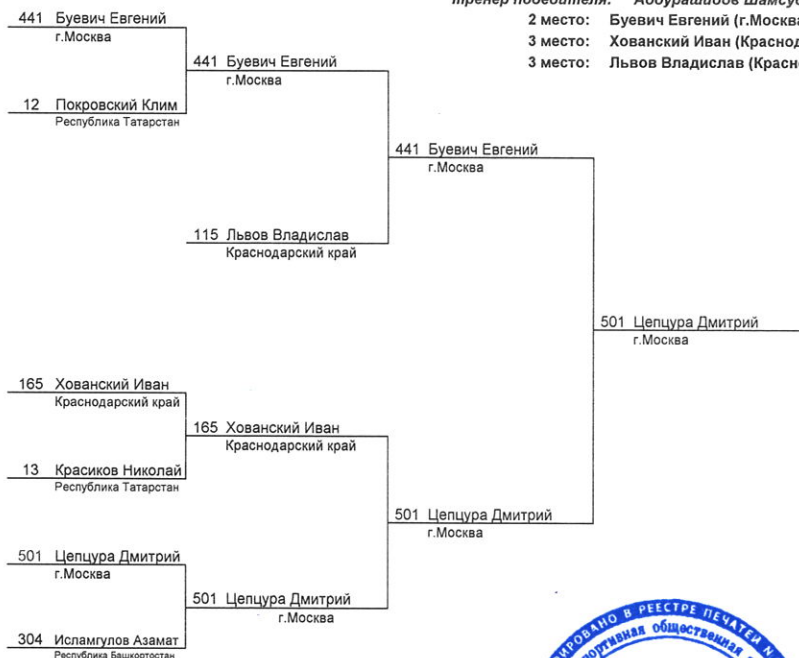 тренер победителя: Абдурашидов
2 место: Буевич Евгений (г.Москва
3 место: Хованский Иван
3 место: Львов Владислав
441 Буевич Евгений
г.Москва
441 Буевич Евгений
г.Москва
12 Покровский Клим
Республика Татарстан
441 Буевич Евгений
г.Москва
115 Львов Владислав
Краснодарский край
501 Цепцура Дмитрий
г.Москва
165 Хованский Иван
Краснодарский край
165 Хованский Иван
Краснодарский край
13 Красиков Николай
Республика Татарстан
501 Цепцура Дмитрий
г.Москва
501 Цепцура Дмитрий
г.Москва
501 Цепцура Дмитрий
г.Москва
304 Исламгулов Азамат
Республика Башкортостан
В РЕЕСТРЕ ПЕЧАТЕЙ
общественная